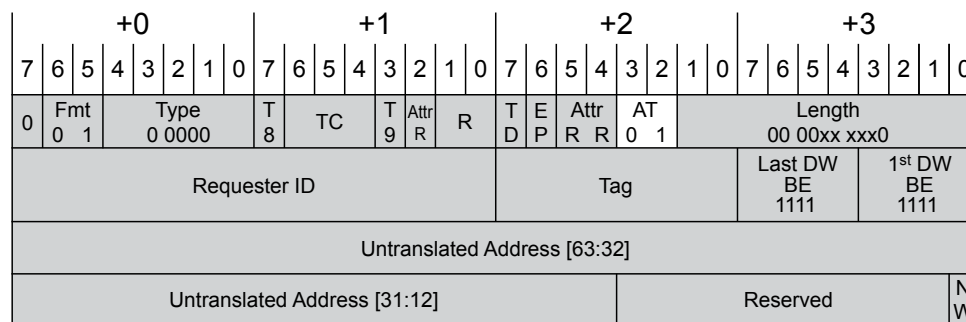 +0 +1 +2 +3
7 6 5 4 3 2 1 0 7 6 5 4 3 2 1 0 7 6 5 4 3 2 1 0 7 6 5 4 3 2 1 0
0 Fmt Type T TC T Attr R T E Attr AT Length
0 1 0 0000 8 9 R D P R R 0 1 00 00xx xxx0
Requester ID Tag Last DW 1st DW
BE BE
1111 1111
Untranslated Address [63:32]
Untranslated Address [31:12] Reserved N
W